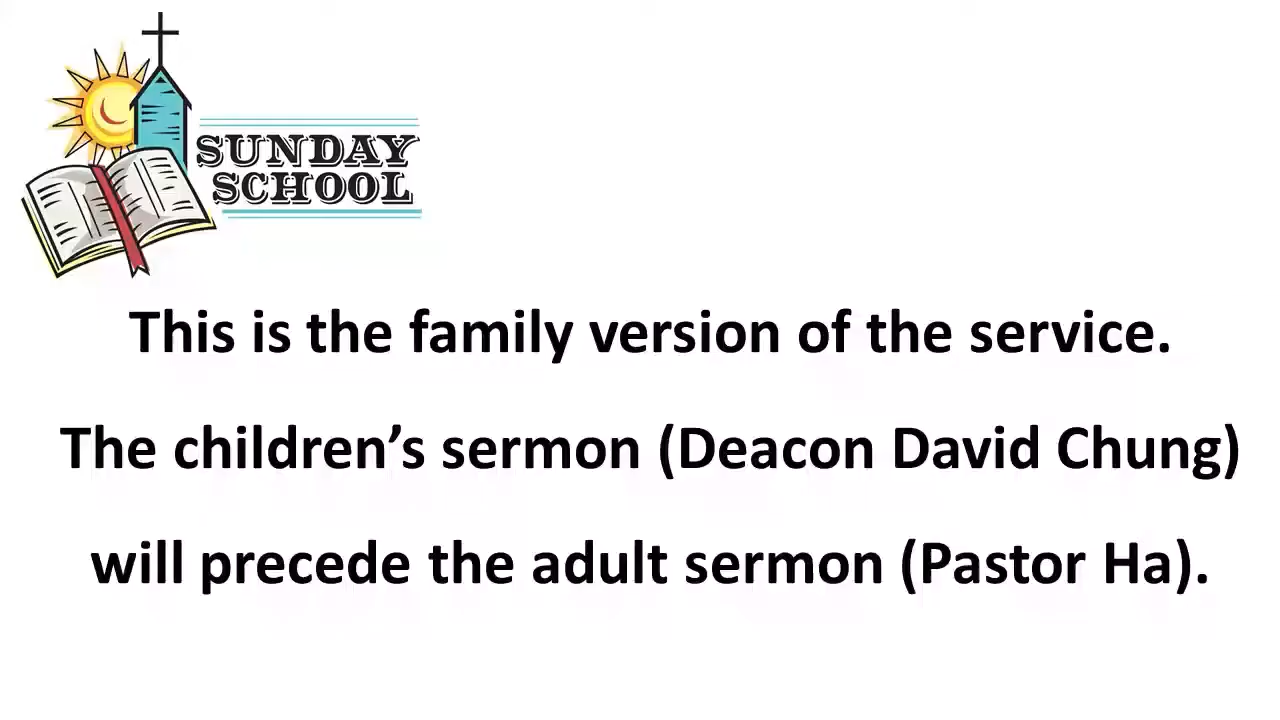 SUNDAY
SCHOOL
This is the family version of the service.
The children’s sermon (Deacon David Chung)
will precede the adult sermon (Pastor Ha).